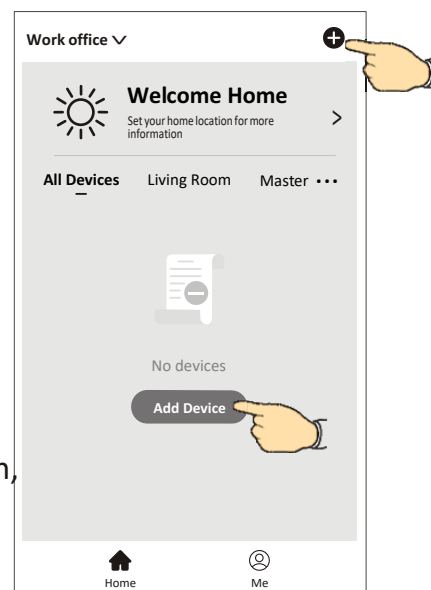 Work office
Welcome Home
Set your home location for more
information
All Devices Living Room Master ...
No devices
Add Device
n,
Home Me